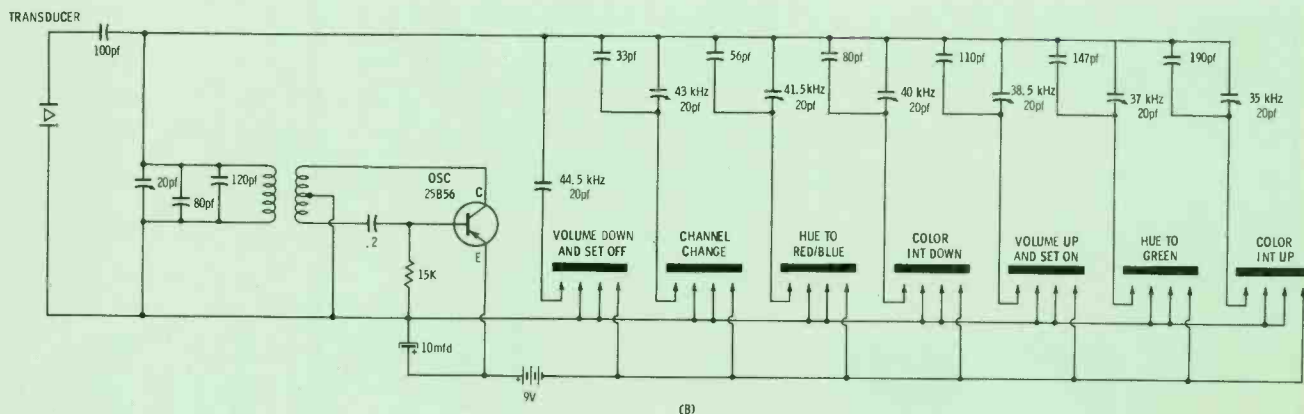 TRANSDUCER
100pf
33pf
56pf
80pf
110pf
147pf
190pf
43 kHz
20pf
41.5 kHz
20pf
40 kHz
20pf
38.5 kHz
20pf
37 kHz
20pf
35 kHz
20pf
20pf
80pf
120pf
OSC
2SB56
C
E
.2
15K
44.5 kHz
20pf
VOLUME DOWN
AND SET OFF
CHANNEL
CHANGE
HUE TO
RED/BLUE
COLOR
INT DOWN
VOLUME UP
AND SET ON
HUE TO
GREEN
COLOR
INT UP
+
10mfd
+
9V
(B)